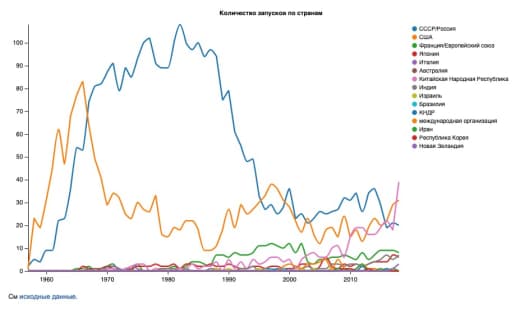 Количество запусков по странам
СССР/Россия
США
Франция/Европейский союз
Япония
Италия
Австралия
Китайская Народная Республика
Индия
Израиль
Бразилия
КНДР
международная организация
Иран
Республика Корея
Новая Зеландия
100
90
80
70
60
50
40
30
20
10
0
1960
1970
1980
1990
2000
2010
См исходные данные.